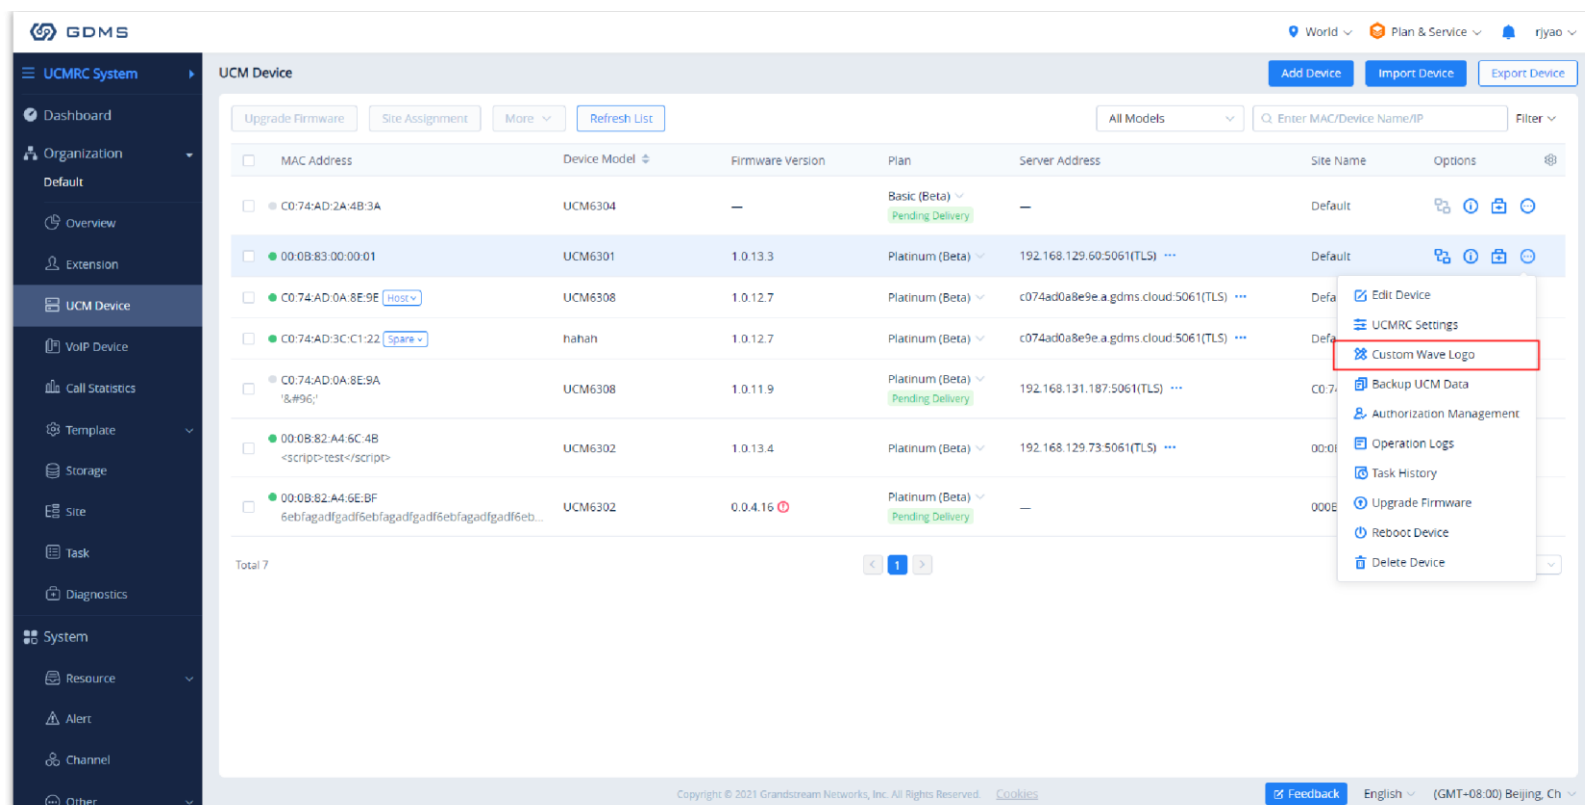 GDMS
World
Plan & Service
rjyao
UCMRC System
UCM Device
Add Device
Import Device
Export Device
Dashboard
Organization
Default
Overview
Extension
UCM Device
VoIP Device
Call Statistics
Template
Storage
Site
Task
Diagnostics
System
Resource
Alert
Channel
Other
Upgrade Firmware
Site Assignment
More
Refresh List
All Models
Enter MAC/Device Name/IP
Filter
MAC Address Device Model Firmware Version Plan Server Address Site Name Options
C0:74:AD:2A:4B:3A UCM6304 — Basic (Beta) — Default
Pending Delivery
00:0B:83:00:00:01 UCM6301 1.0.13.3 Platinum (Beta) 192.168.129.60:5061(TLS) ••• Default
C0:74:AD:0A:8E:9E Host UCM6308 1.0.12.7 Platinum (Beta) c074ad0a8e9e.a.gdms.cloud:5061(TLS) ••• Defa
C0:74:AD:3C:C1:22 Spare hahah 1.0.12.7 Platinum (Beta) c074ad0a8e9e.a.gdms.cloud:5061(TLS) ••• Defa
C0:74:AD:0A:8E:9A UCM6308 1.0.11.9 Platinum (Beta) 192.168.131.187:5061(TLS) ••• C0:7
'&#96;' Pending Delivery
00:0B:82:A4:6C:4B UCM6302 1.0.13.4 Platinum (Beta) 192.168.129.73:5061(TLS) ••• 00:0
<script>test</script>
00:0B:82:A4:6E:BF UCM6302 0.0.4.16 Platinum (Beta) — 000B
6ebfagadfgadf6ebfagadfgadf6ebfagadfgadf6eb... Pending Delivery
Edit Device
UCMRC Settings
Custom Wave Logo
Backup UCM Data
Authorization Management
Operation Logs
Task History
Upgrade Firmware
Reboot Device
Delete Device
Total 7
< 1 >
Copyright © 2021 Grandstream Networks, Inc. All Rights Reserved. Cookies
Feedback
English
(GMT+08:00) Beijing, Ch